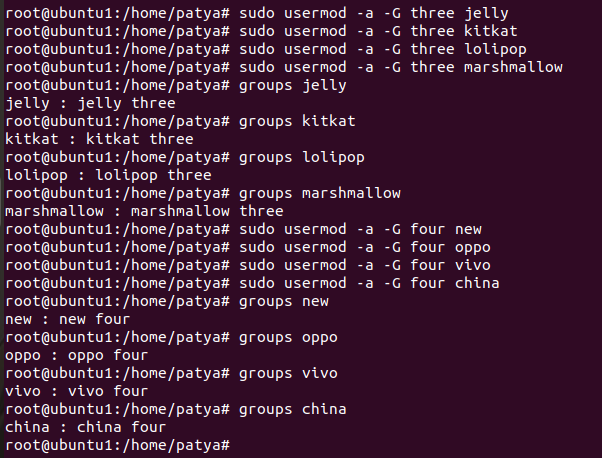 root@ubuntu1:/home/patya# sudo usermod -a -G three jelly
root@ubuntu1:/home/patya# sudo usermod -a -G three kitkat
root@ubuntu1:/home/patya# sudo usermod -a -G three lolipop
root@ubuntu1:/home/patya# sudo usermod -a -G three marshmallow
root@ubuntu1:/home/patya# groups jelly
jelly : jelly three
root@ubuntu1:/home/patya# groups kitkat
kitkat : kitkat three
root@ubuntu1:/home/patya# groups lolipop
lolipop : lolipop three
root@ubuntu1:/home/patya# groups marshmallow
marshmallow : marshmallow three
root@ubuntu1:/home/patya# sudo usermod -a -G four new
root@ubuntu1:/home/patya# sudo usermod -a -G four oppo
root@ubuntu1:/home/patya# sudo usermod -a -G four vivo
root@ubuntu1:/home/patya# sudo usermod -a -G four china
root@ubuntu1:/home/patya# groups new
new : new four
root@ubuntu1:/home/patya# groups oppo
oppo : oppo four
root@ubuntu1:/home/patya# groups vivo
vivo : vivo four
root@ubuntu1:/home/patya# groups china
china : china four
root@ubuntu1:/home/patya#